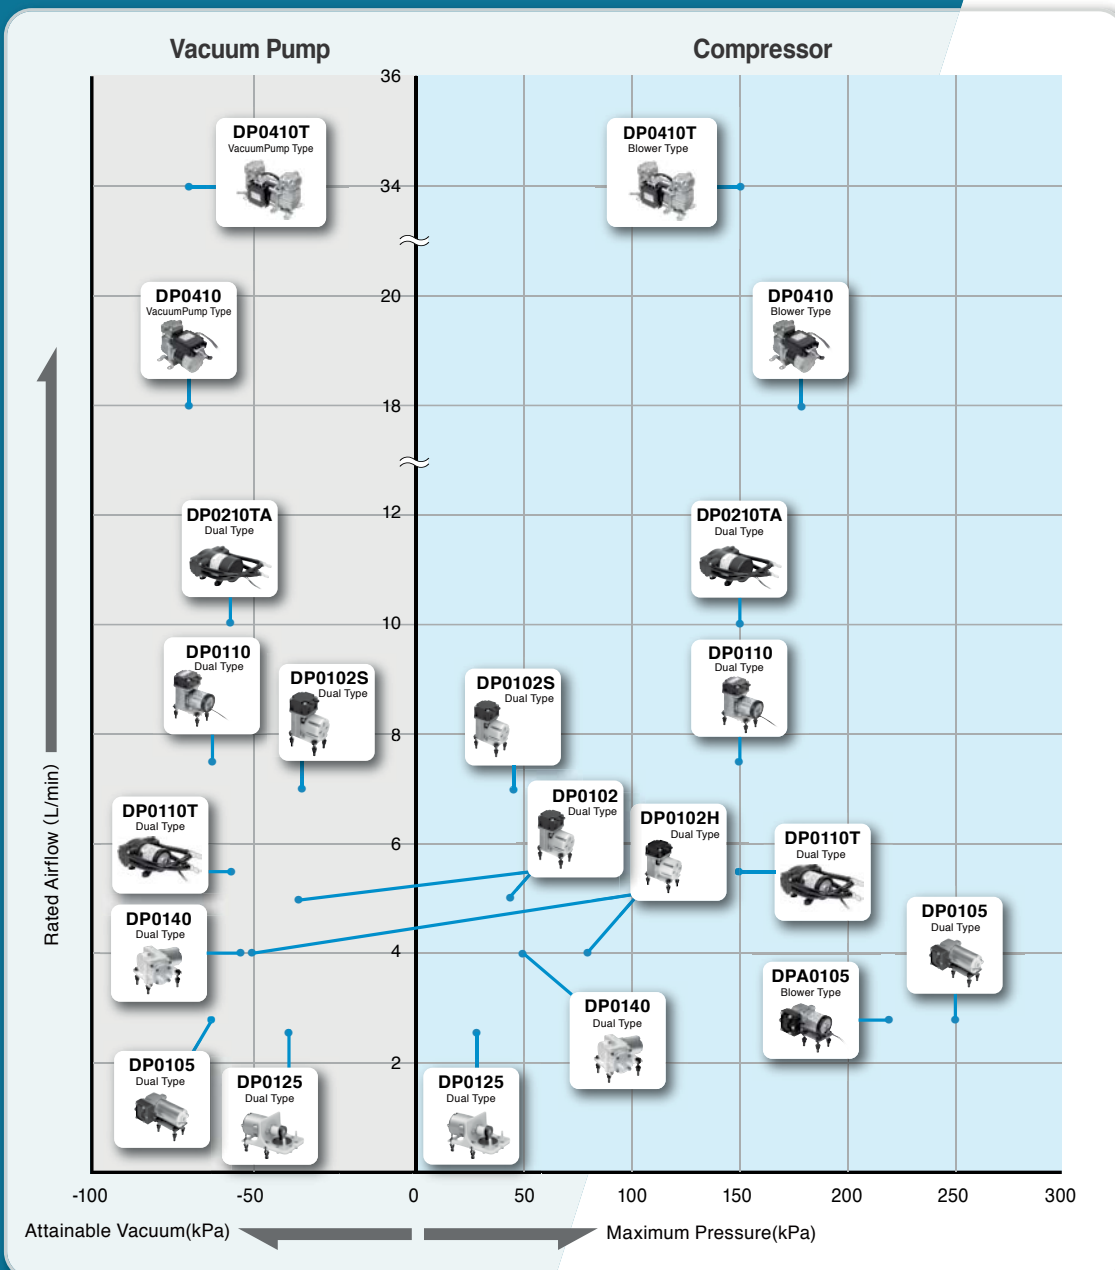 Vacuum Pump
Compressor
36
DP0410T
VacuumPump Type
DP0410T
Blower Type
34
DP0410
VacuumPump Type
20
DP0410
Blower Type
18
DP0210TA
Dual Type
12
DP0210TA
Dual Type
10
DP0110
Dual Type
DP0102S
Dual Type
DP0102S
Dual Type
DP0110
Dual Type
8
DP0110T
Dual Type
DP0102
Dual Type
DP0102H
Dual Type
DP0110T
Dual Type
6
DP0140
Dual Type
DP0105
Dual Type
4
DPA0105
Blower Type
DP0140
Dual Type
DP0105
Dual Type
DP0125
Dual Type
2
DP0125
Dual Type
Rated Airflow (L/min)
-100
-50
0
50
100
150
200
250
300
Attainable Vacuum(kPa)
Maximum Pressure(kPa)